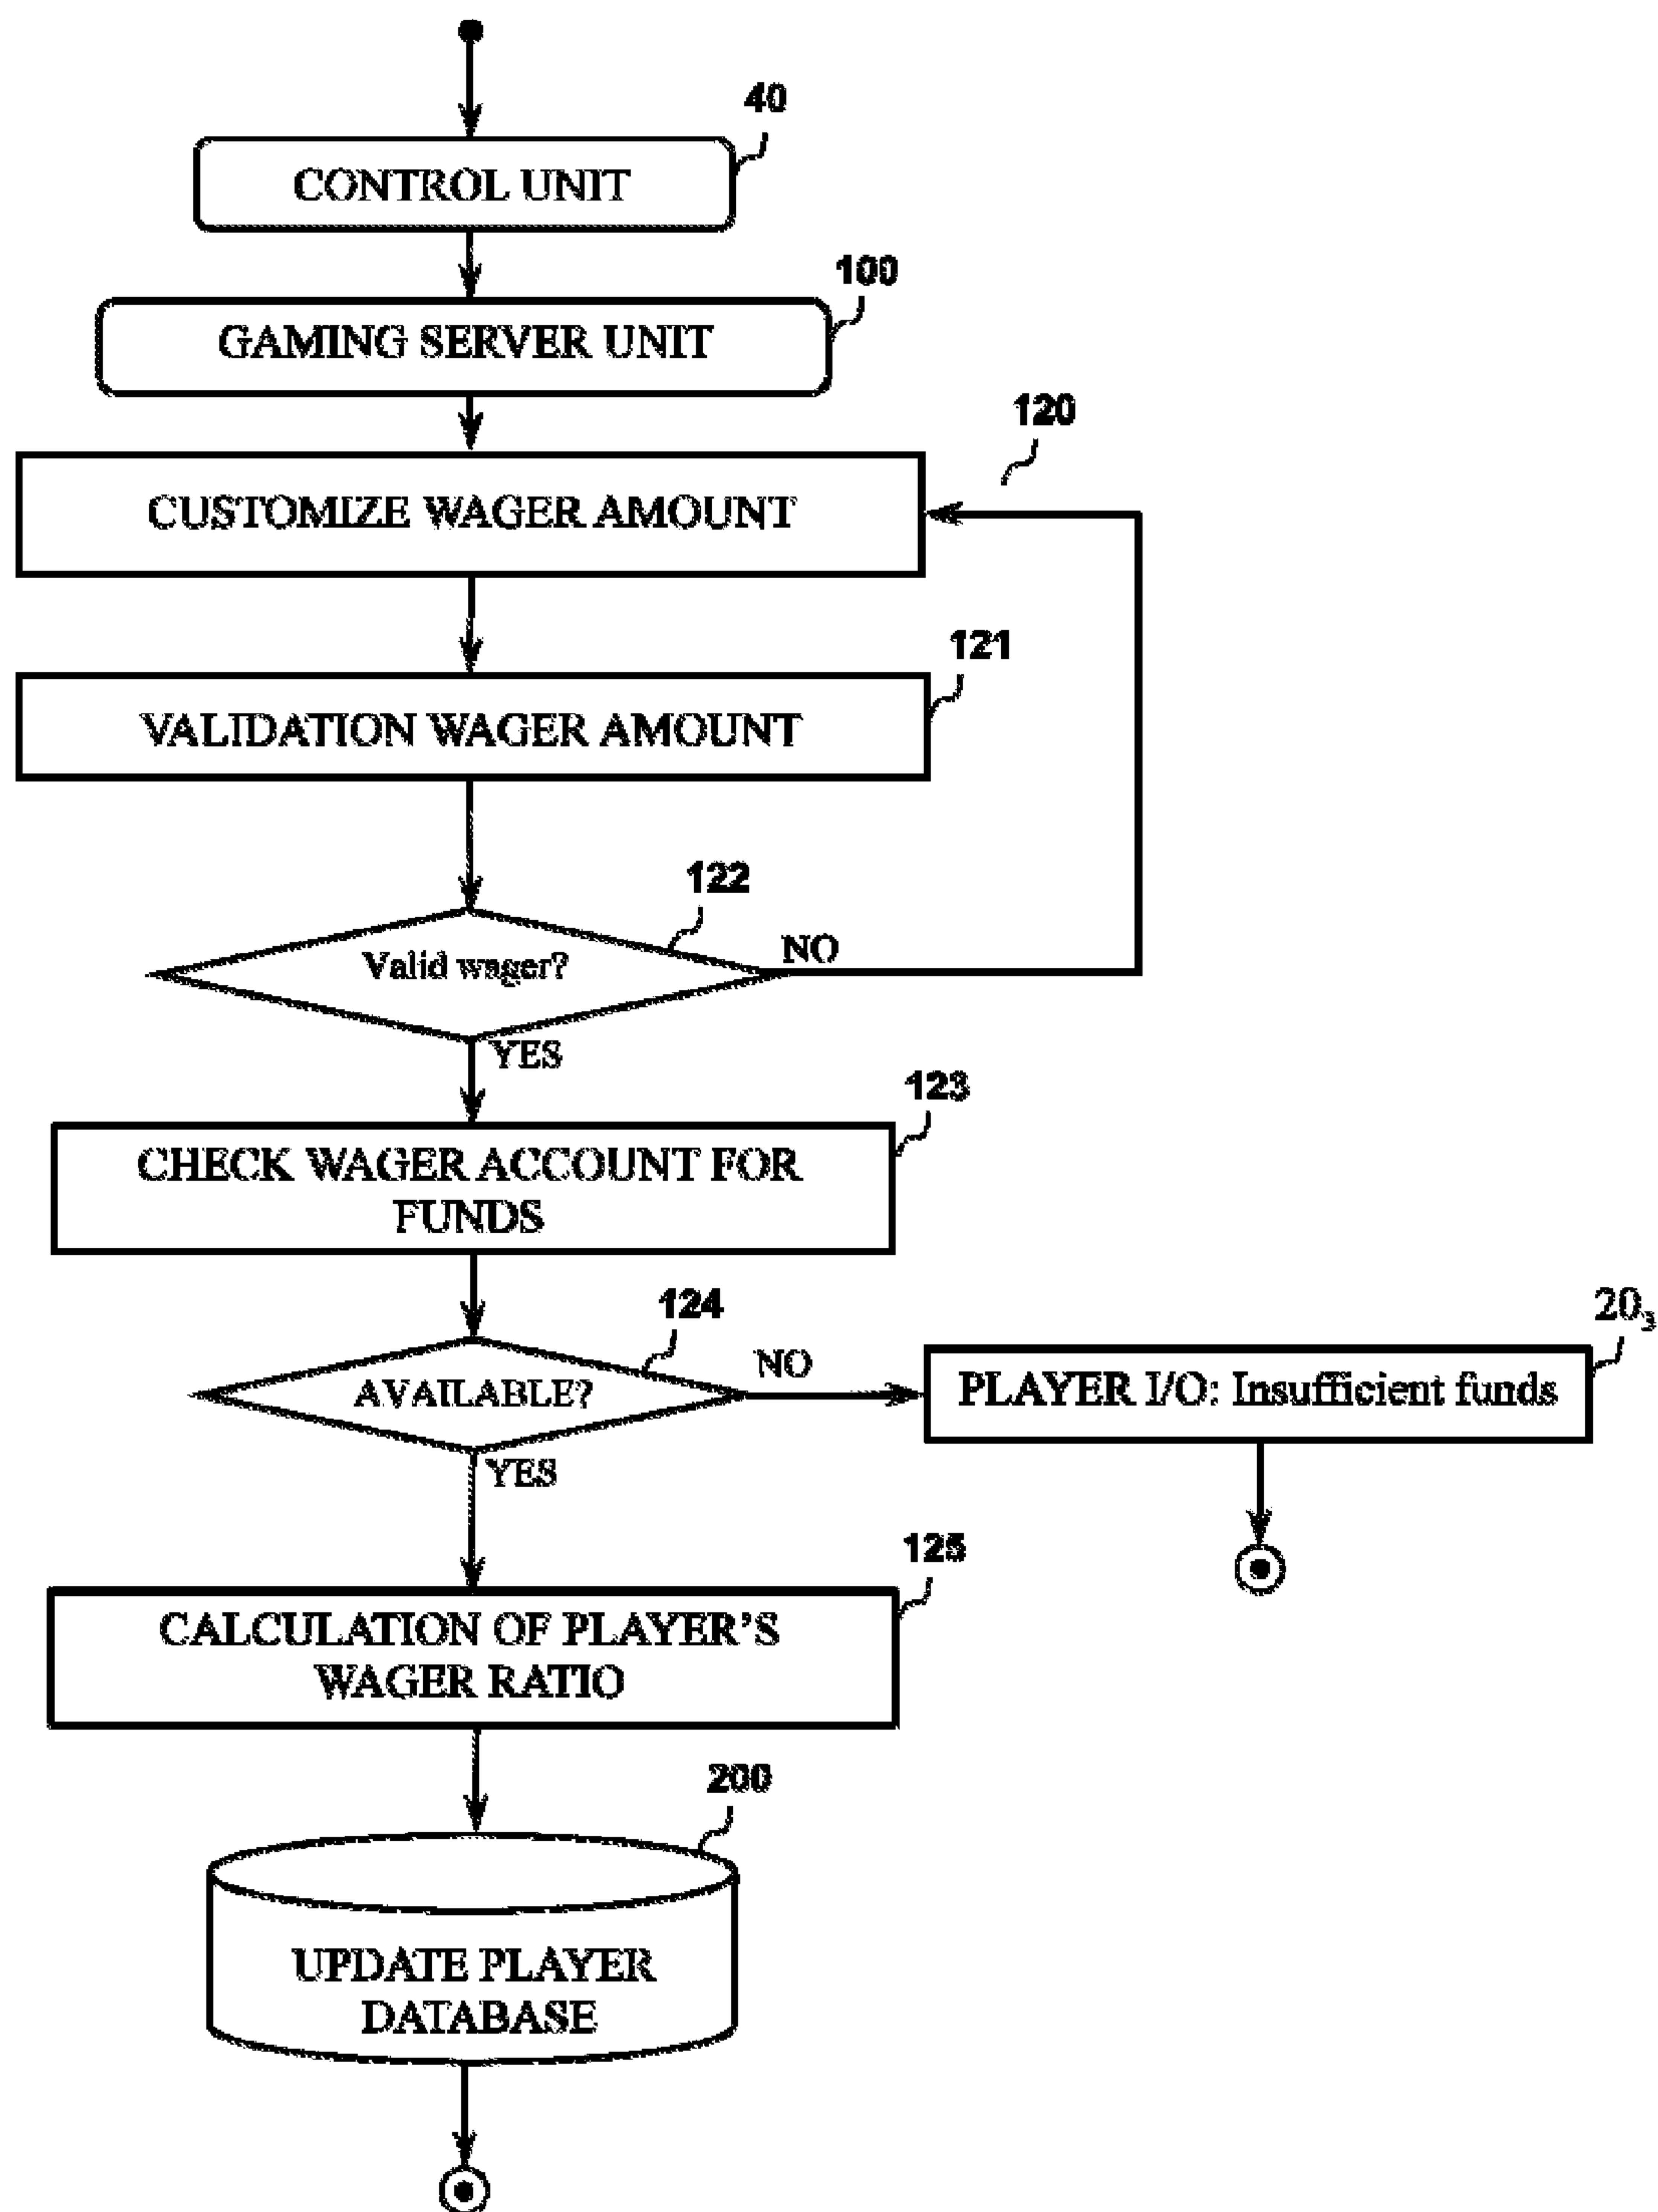 40
CONTROL UNIT
100
GAMING SERVER UNIT
120
CUSTOMIZE WAGER AMOUNT
121
VALIDATION WAGER AMOUNT
122
Valid wager?
NO
YES
123
CHECK WAGER ACCOUNT FOR
FUNDS
124
AVAILABLE?
NO
20₃
PLAYER I/O: Insufficient funds
YES
125
CALCULATION OF PLAYER’S
WAGER RATIO
200
UPDATE PLAYER
DATABASE